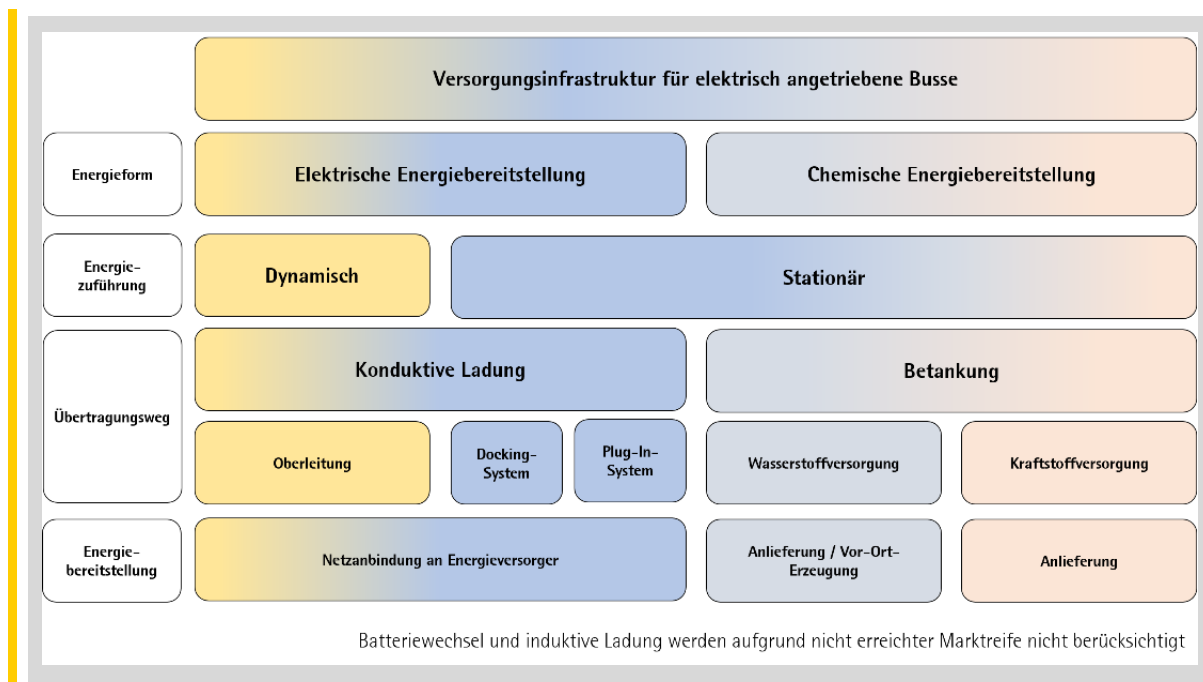 Versorgungsinfrastruktur für elektrisch angetriebene Busse
Energieform
Elektrische Energiebereitstellung
Chemische Energiebereitstellung
Energie-
zuführung
Dynamisch
Stationär
Übertragungsweg
Konduktive Ladung
Betankung
Oberleitung
Docking-
System
Plug-In-
System
Wasserstoffversorgung
Kraftstoffversorgung
Energie-
bereitstellung
Netzanbindung an Energieversorger
Anlieferung / Vor-Ort-
Erzeugung
Anlieferung
Batteriewechsel und induktive Ladung werden aufgrund nicht erreichter Marktreife nicht berücksichtigt